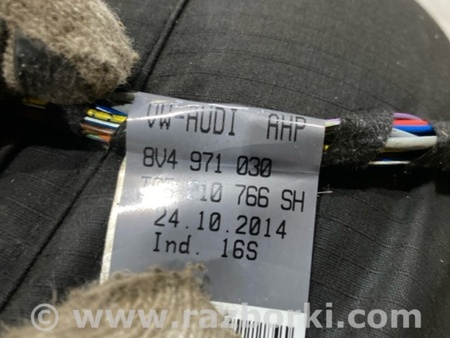 VW-AUDI AHP
8V4 971 030
766 SH
24.10.2014
Ind. 16S
© www.razborki.com